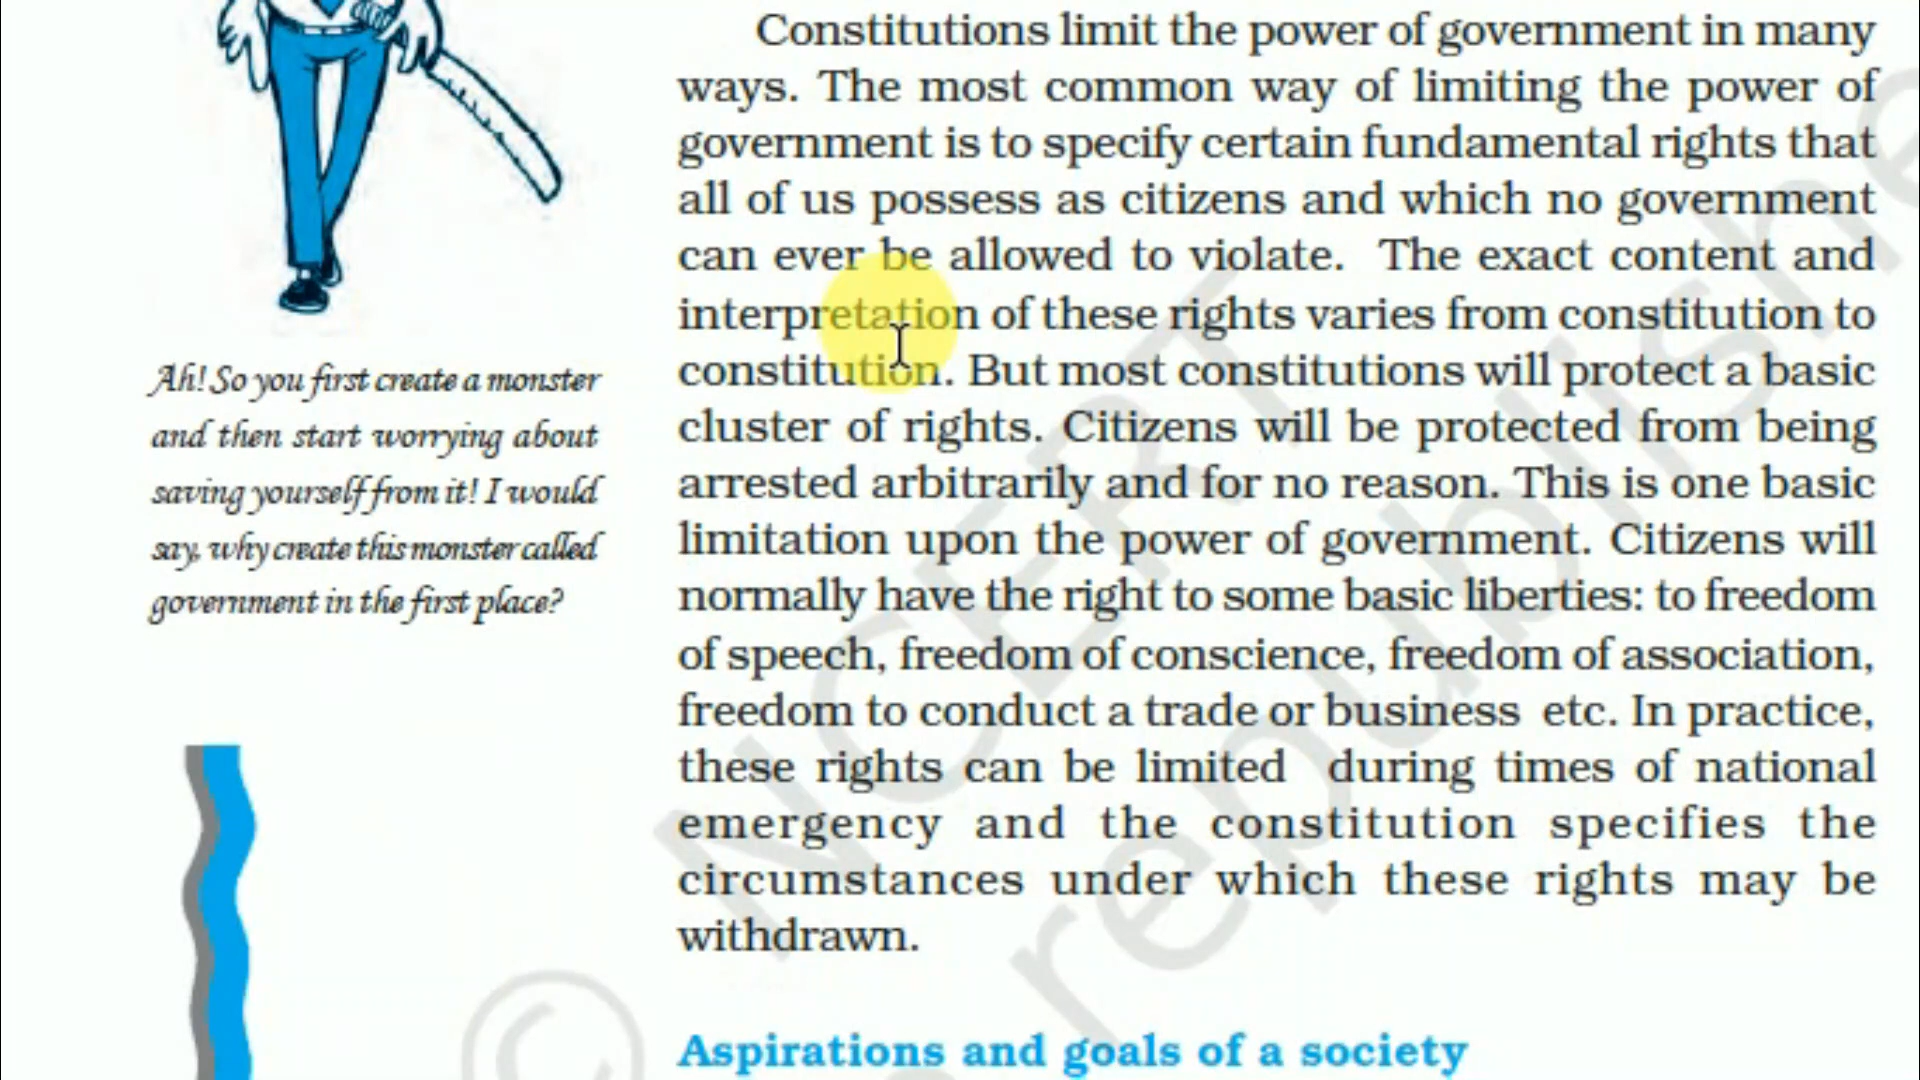 Constitutions limit the power of government in many
ways. The most common way of limiting the power of
government is to specify certain fundamental rights that
all of us possess as citizens and which no government
can ever be allowed to violate. The exact content and
interpretation of these rights varies from constitution to
constitution. But most constitutions will protect a basic
cluster of rights. Citizens will be protected from being
arrested arbitrarily and for no reason. This is one basic
limitation upon the power of government. Citizens will
normally have the right to some basic liberties: to freedom
of speech, freedom of conscience, freedom of association,
freedom to conduct a trade or business etc. In practice,
these rights can be limited during times of national
emergency and the constitution specifies the
circumstances under which these rights may be
withdrawn.
Aspirations and goals of a society
Ah! So you first create a monster
and then start worrying about
saving yourself from it! I would
say, why create this monster called
government in the first place?
© NCERT
republishe